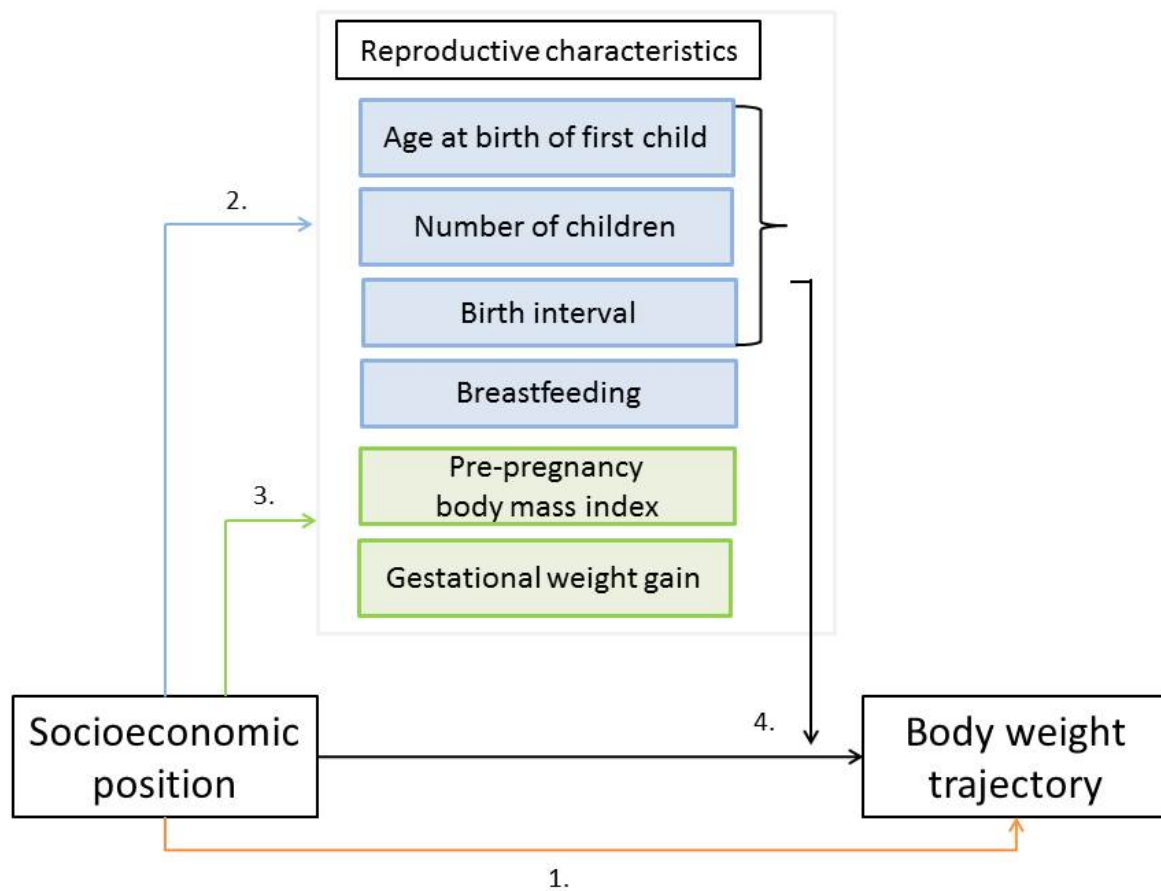 Reproductive characteristics
Age at birth of first child
2.
Number of children
Birth interval
Breastfeeding
Pre-pregnancy
body mass index
3.
Gestational weight gain
Socioeconomic
position
4.
Body weight
trajectory
1.